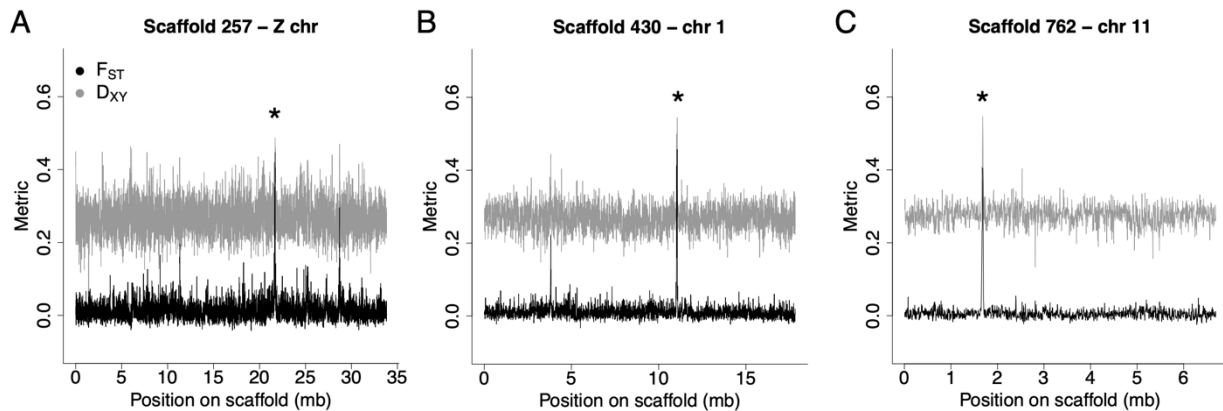 A
Scaffold 257 – Z chr
Metric
0.6
0.4
0.2
0.0
F_ST
D_XY
*
0 5 10 15 20 25 30 35
Position on scaffold (mb)
B
Scaffold 430 – chr 1
Metric
0.6
0.4
0.2
0.0
*
0 5 10 15
Position on scaffold (mb)
C
Scaffold 762 – chr 11
Metric
0.6
0.4
0.2
0.0
*
0 1 2 3 4 5 6
Position on scaffold (mb)